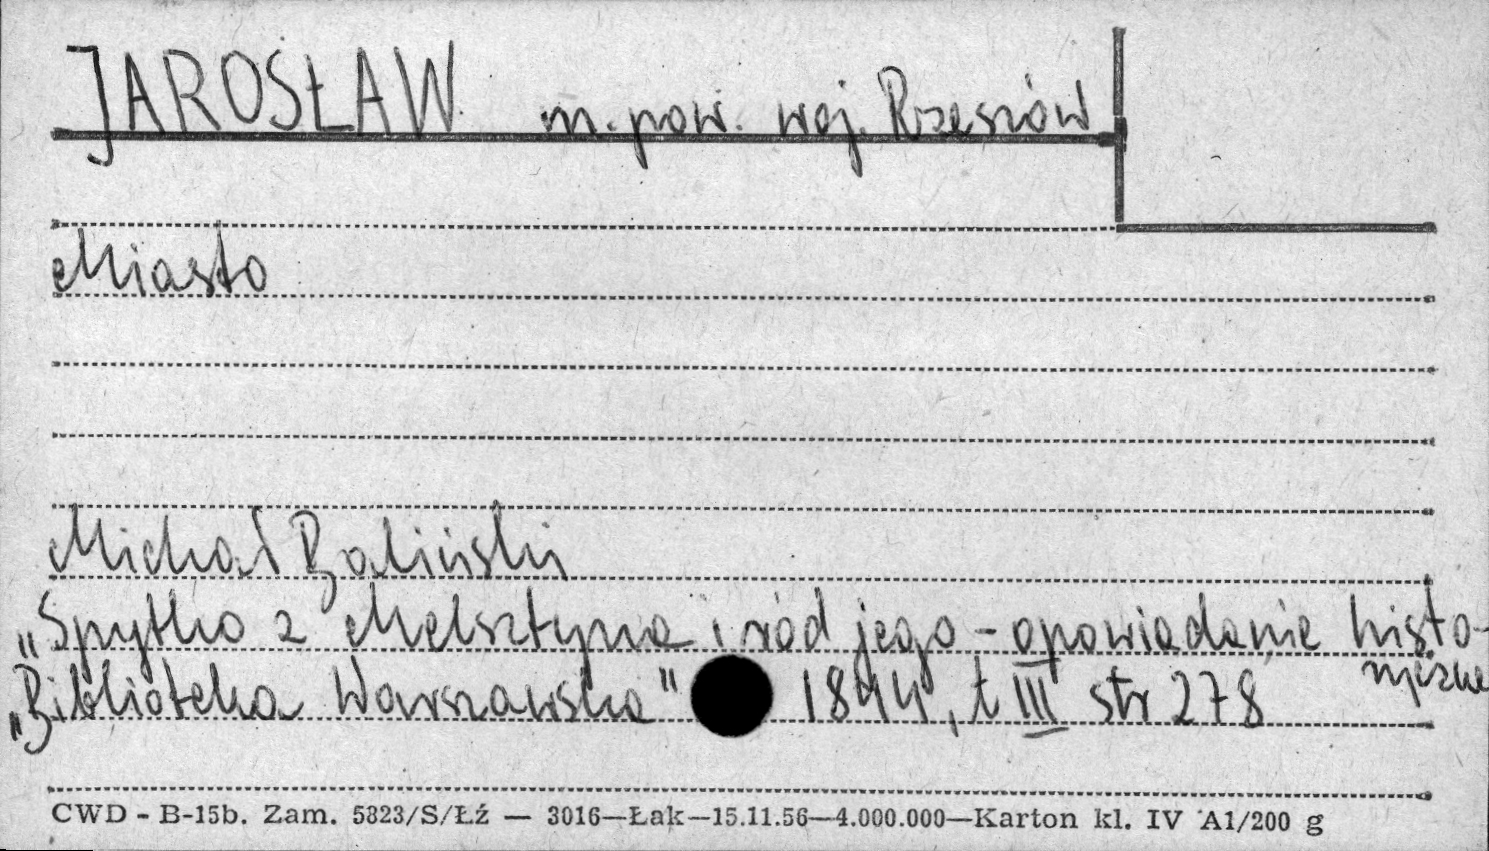 JAROSŁAW m. pow. woj. Rzeszów
Miasto
Michał Baliński
„Spytko z Melsztyna i ród jego - opowiadanie histo-
ryczne
„Biblioteka Warszawska" 1844, t III str 278
CWD - B-15b. Zam. 5823/S/Łź — 3016—Łak—15.11.56—4.000.000—Karton kl. IV A1/200 g